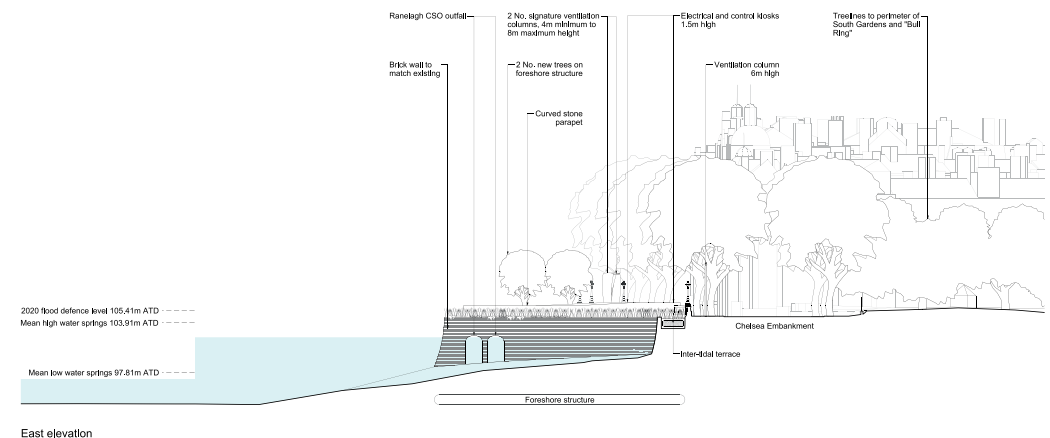 Ranelagh CSO outfall
2 No. signature ventilation
columns, 4m minimum to
8m maximum height
Electrical and control kiosks
1.5m high
Treelines to perimeter of
South Gardens and "Bull
Ring"
Brick wall to
match existing
2 No. new trees on
foreshore structure
Ventilation column
6m high
Curved stone
parapet
2020 flood defence level 105.41m ATD
Mean high water springs 103.91m ATD
Chelsea Embankment
Inter-tidal terrace
Mean low water springs 97.81m ATD
Foreshore structure
East elevation